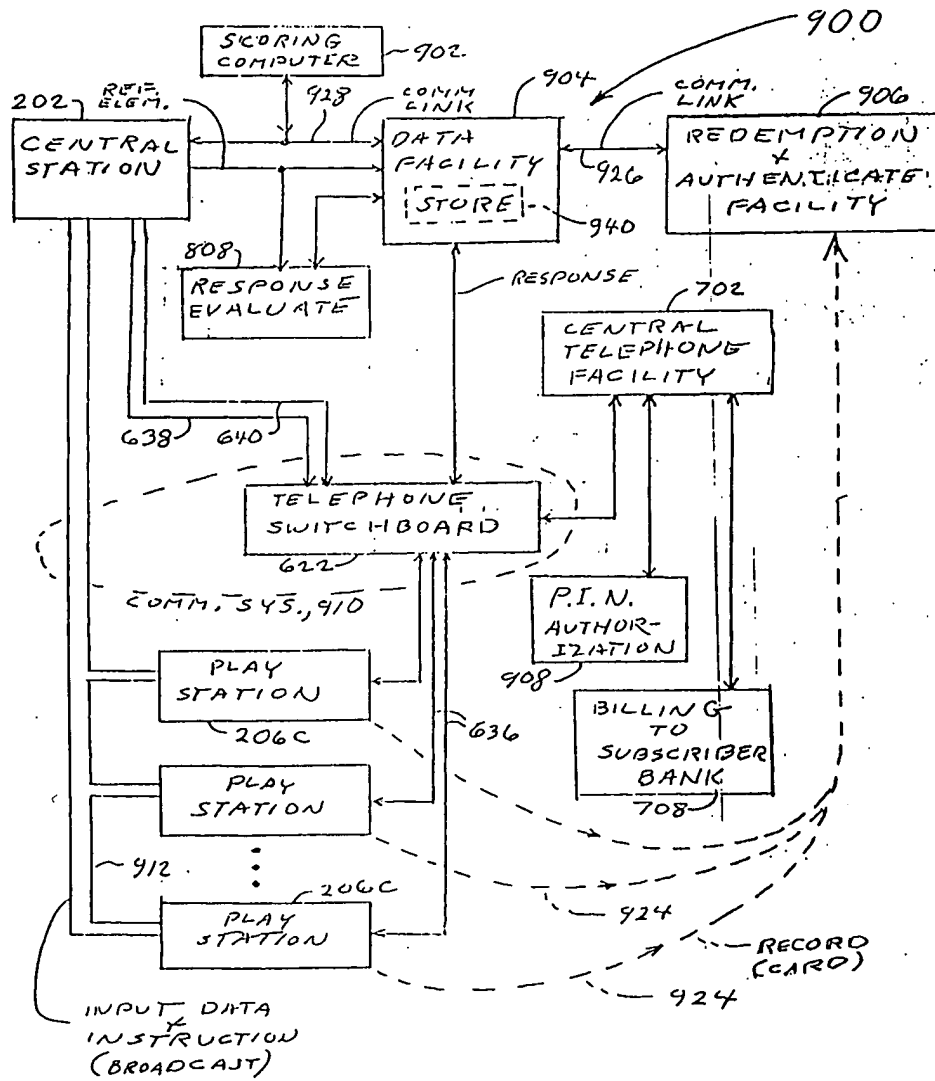 900
SCORING
COMPUTER
902
202
REF.
ELEM.
928
COMM
LINK
904
COMM.
LINK
906
CENTRAL
STATION
DATA
FACILITY
STORE
926
940
REDEMPTION
&
AUTHENTICATE
FACILITY
808
RESPONSE
EVALUATE
RESPONSE
702
CENTRAL
TELEPHONE
FACILITY
638
640
TELEPHONE
SWITCHBOARD
622
COMM. SYS., 910
P.I.N.
AUTHOR-
IZATION
908
PLAY
STATION
206C
636
BILLING
TO
SUBSCRIBER
BANK
708
PLAY
STATION
912
206C
924
PLAY
STATION
RECORD
(CARD)
924
INPUT DATA
&
INSTRUCTION
(BROADCAST)